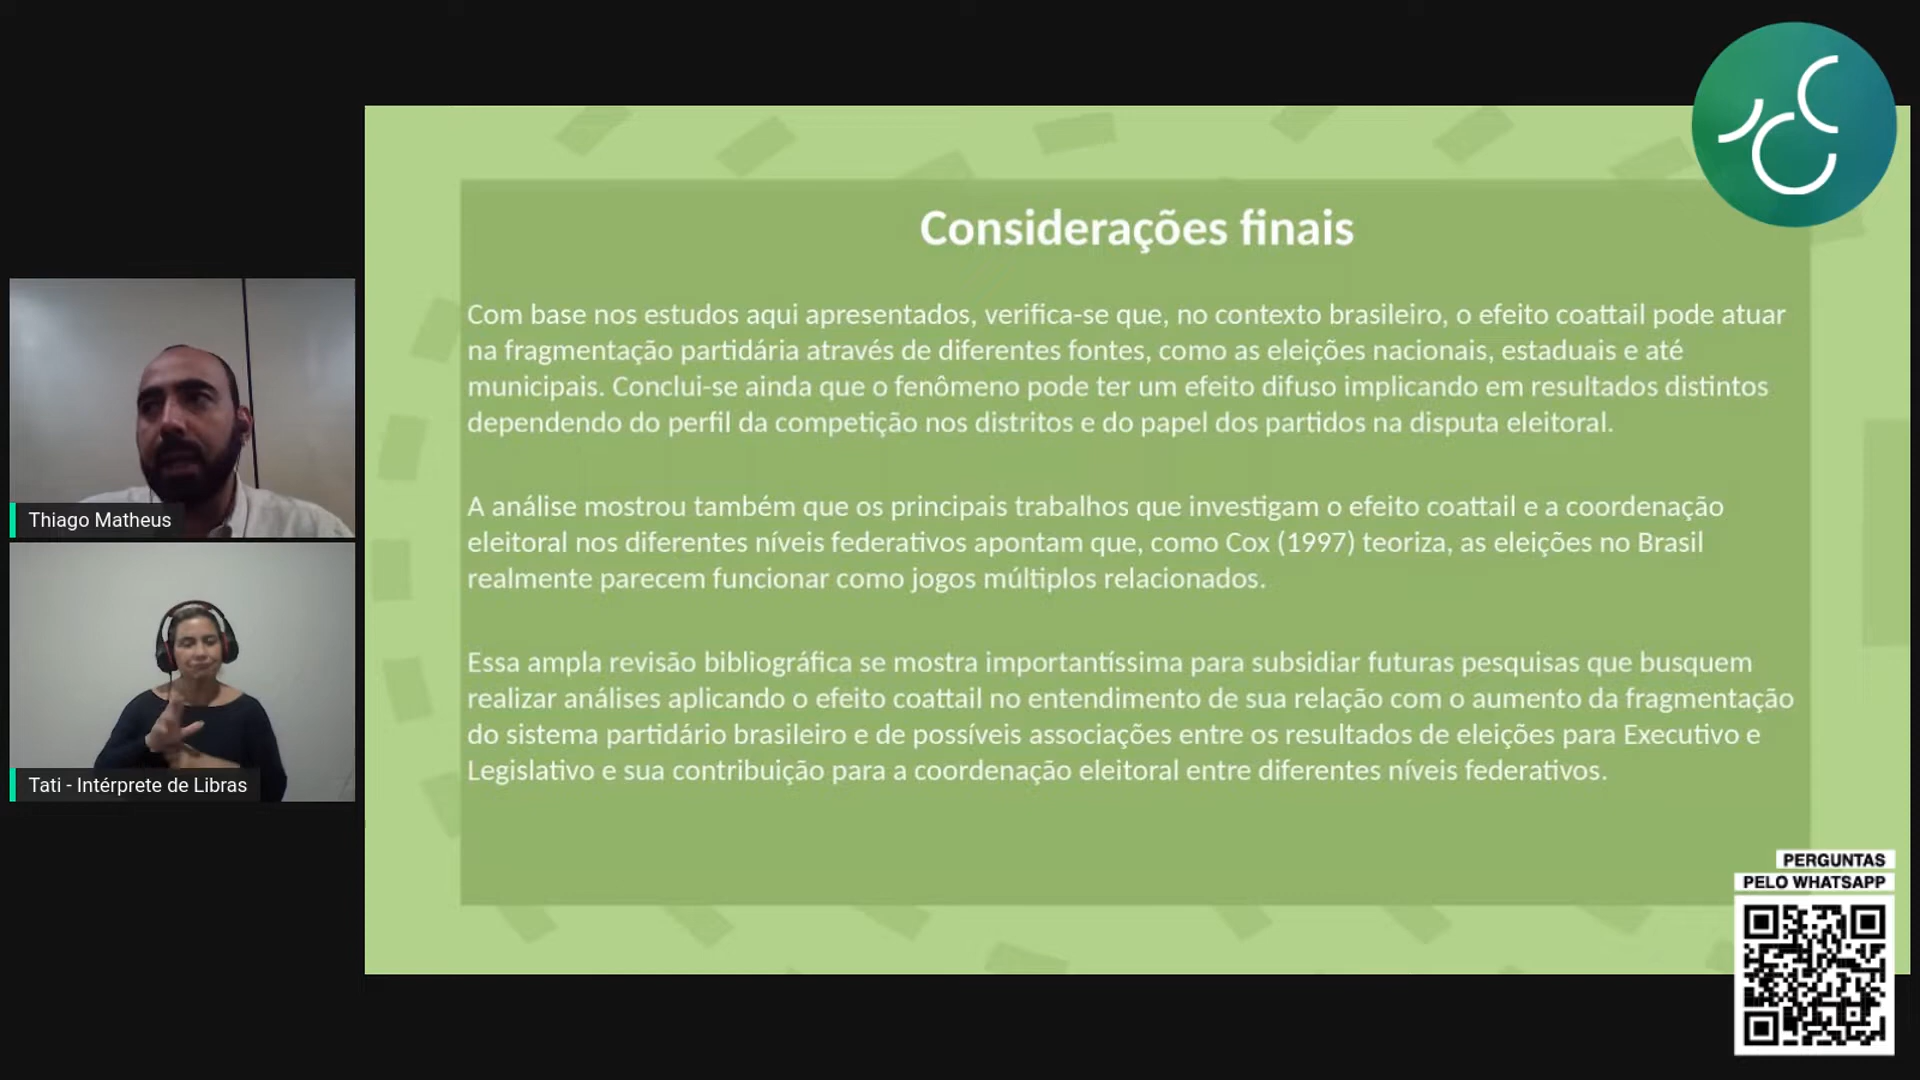 Considerações finais
Com base nos estudos aqui apresentados, verifica-se que, no contexto brasileiro, o efeito coattail pode atuar
na fragmentação partidária através de diferentes fontes, como as eleições nacionais, estaduais e até
municipais. Conclui-se ainda que o fenômeno pode ter um efeito difuso implicando em resultados distintos
dependendo do perfil da competição nos distritos e do papel dos partidos na disputa eleitoral.
A análise mostrou também que os principais trabalhos que investigam o efeito coattail e a coordenação
eleitoral nos diferentes níveis federativos apontam que, como Cox (1997) teoriza, as eleições no Brasil
realmente parecem funcionar como jogos múltiplos relacionados.
Essa ampla revisão bibliográfica se mostra importantíssima para subsidiar futuras pesquisas que busquem
realizar análises aplicando o efeito coattail no entendimento de sua relação com o aumento da fragmentação
do sistema partidário brasileiro e de possíveis associações entre os resultados de eleições para Executivo e
Legislativo e sua contribuição para a coordenação eleitoral entre diferentes níveis federativos.
Thiago Matheus
Tati - Intérprete de Libras
PERGUNTAS
PELO WHATSAPP